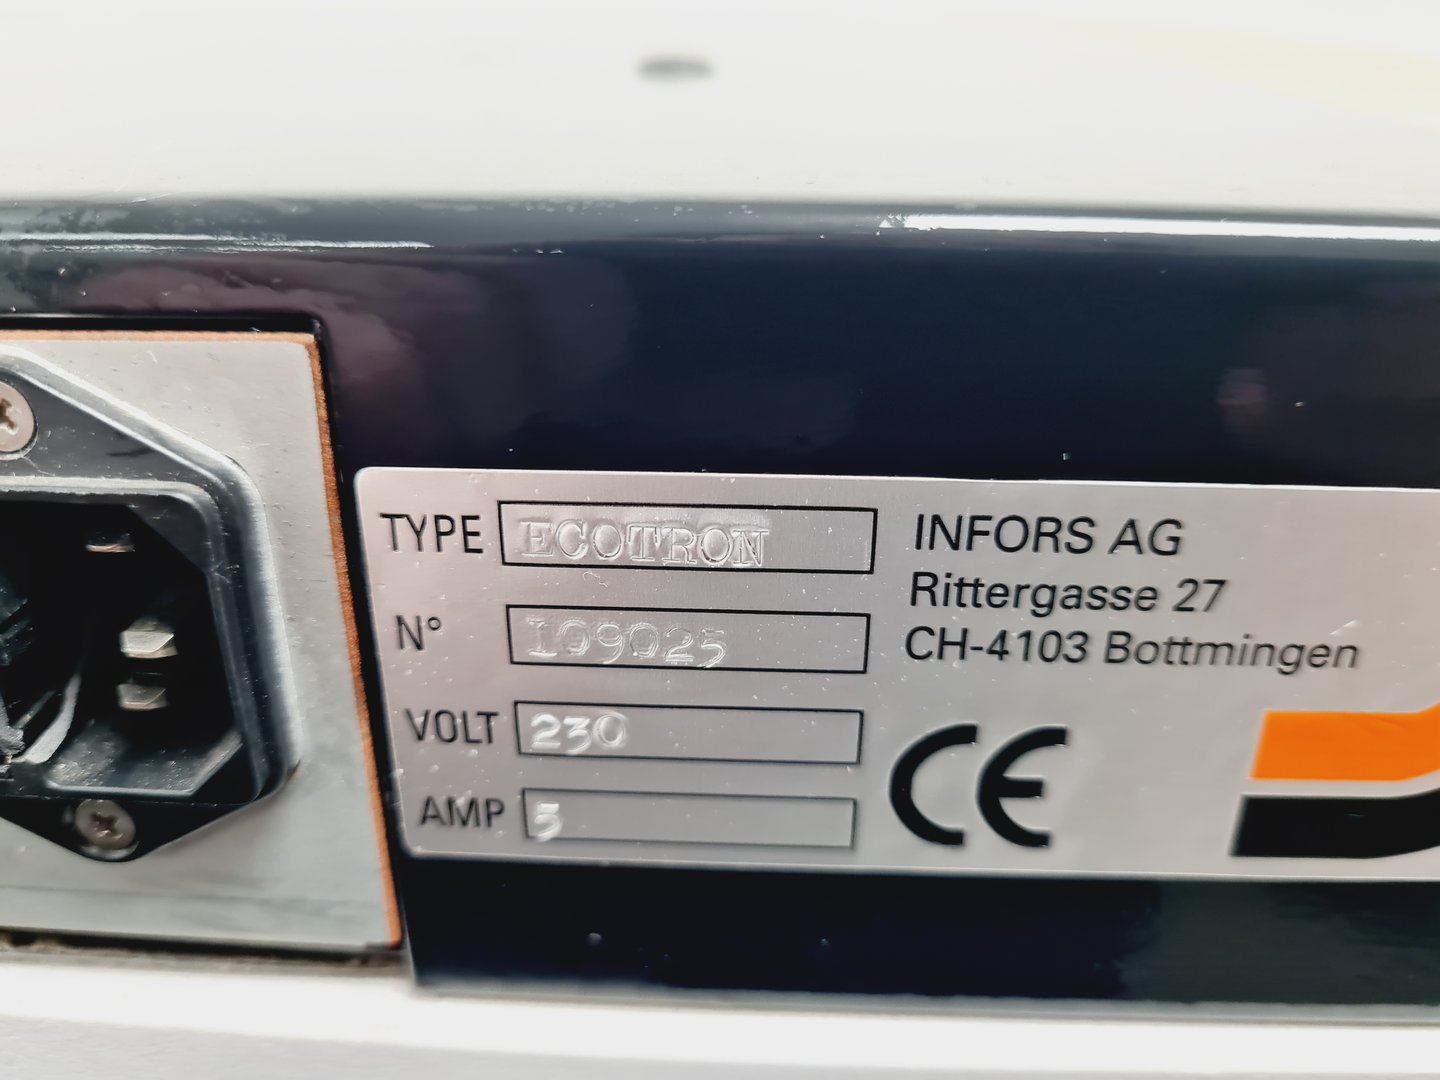 TYPE ECOTRON
N° 109025
VOLT 230
AMP 5
INFORS AG
Rittergasse 27
CH-4103 Bottmingen
CE